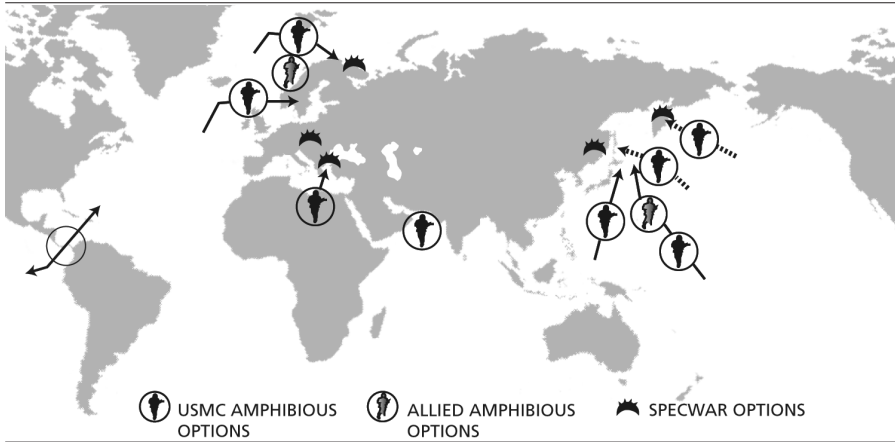 USMC AMPHIBIOUS
OPTIONS
ALLIED AMPHIBIOUS
OPTIONS
SPECWAR OPTIONS